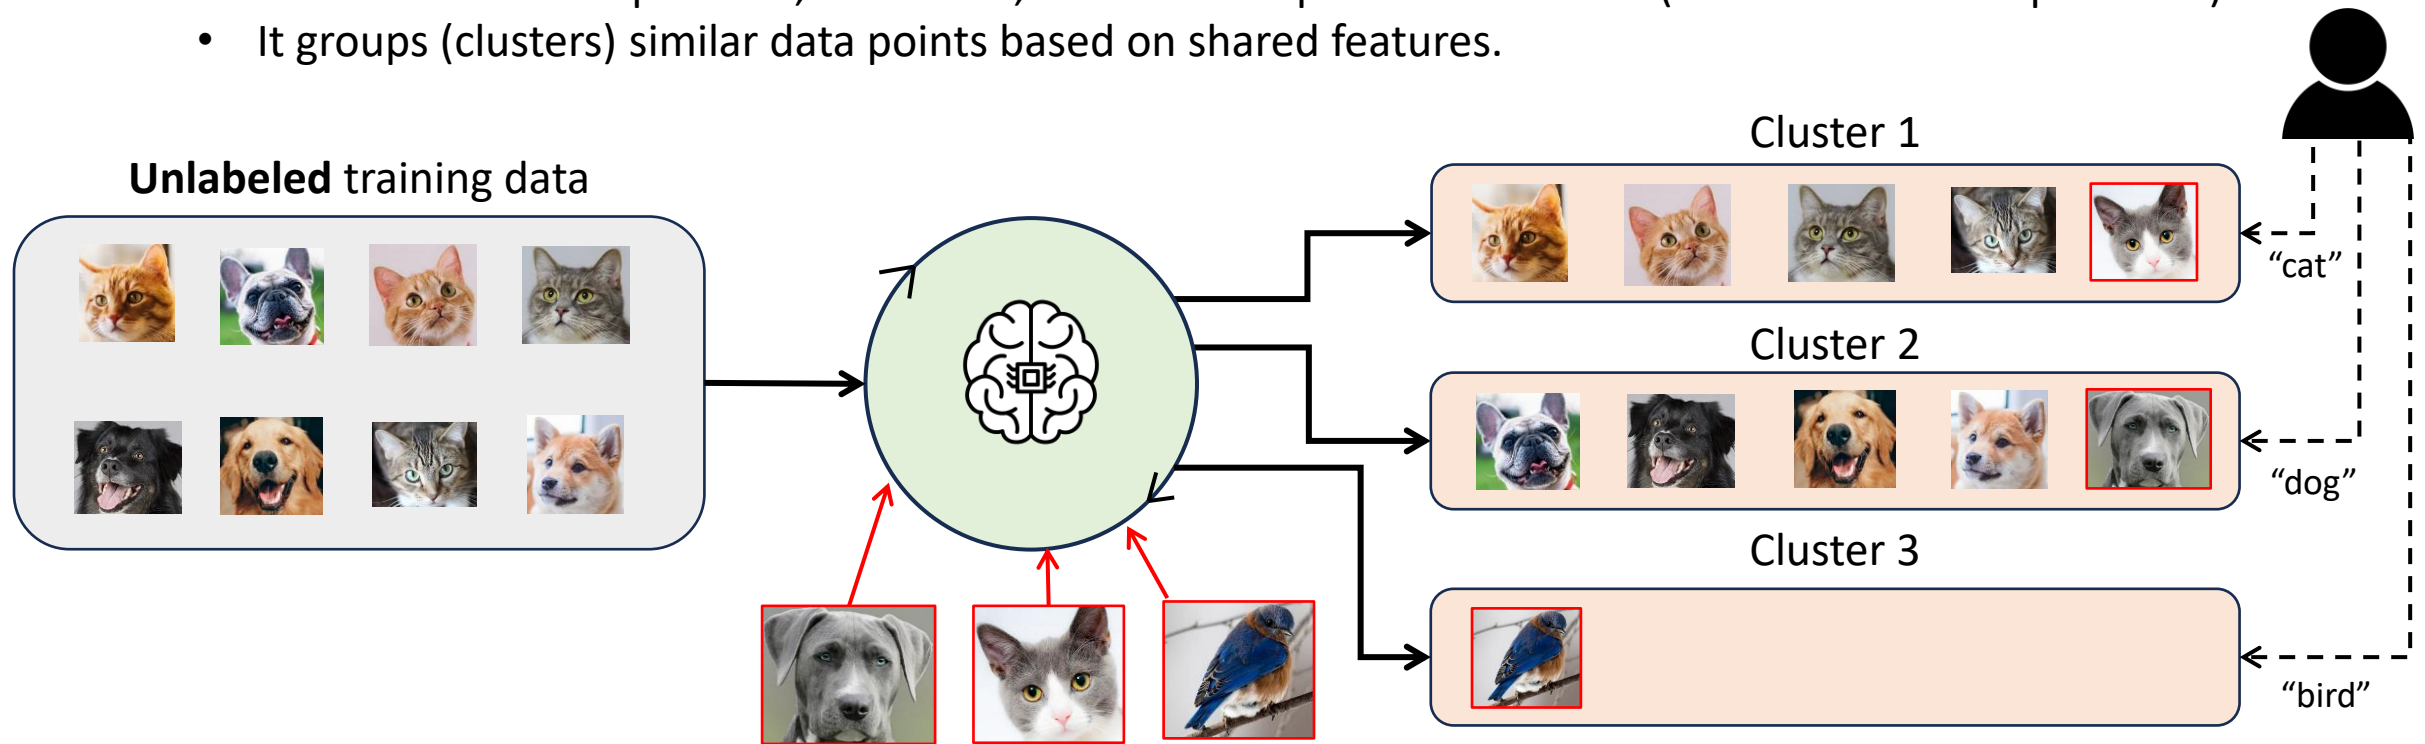 • It groups (clusters) similar data points based on shared features.
Cluster 1
Unlabeled training data
“cat”
Cluster 2
“dog”
Cluster 3
“bird”